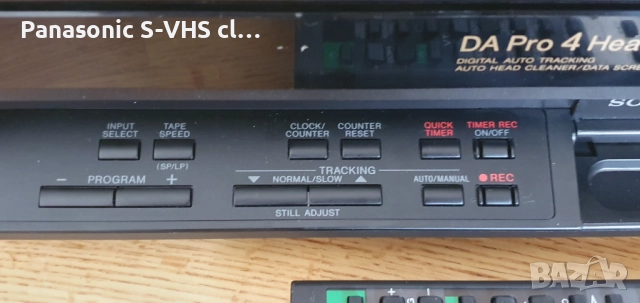 Panasonic S-VHS cl...
DA Pro 4 Hea
DIGITAL AUTO TRACKING
AUTO HEAD CLEANER/DATA SCRE
INPUT SELECT
TAPE SPEED
(SP/LP)
CLOCK/ COUNTER
COUNTER RESET
QUICK TIMER
TIMER REC ON/OFF
TRACKING
− PROGRAM +
▼ NORMAL/SLOW ▲
AUTO/MANUAL
● REC
STILL ADJUST
bazar